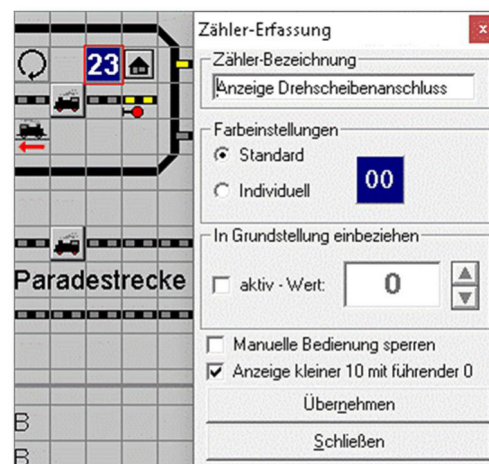 23
Paradestrecke
B
B
Zähler-Erfassung
x
Zähler-Bezeichnung
Anzeige Drehscheibenanschluss
Farbeinstellungen
Standard
Individuell
00
In Grundstellung einbeziehen
aktiv - Wert:
0
Manuelle Bedienung sperren
Anzeige kleiner 10 mit führender 0
Übernehmen
Schließen